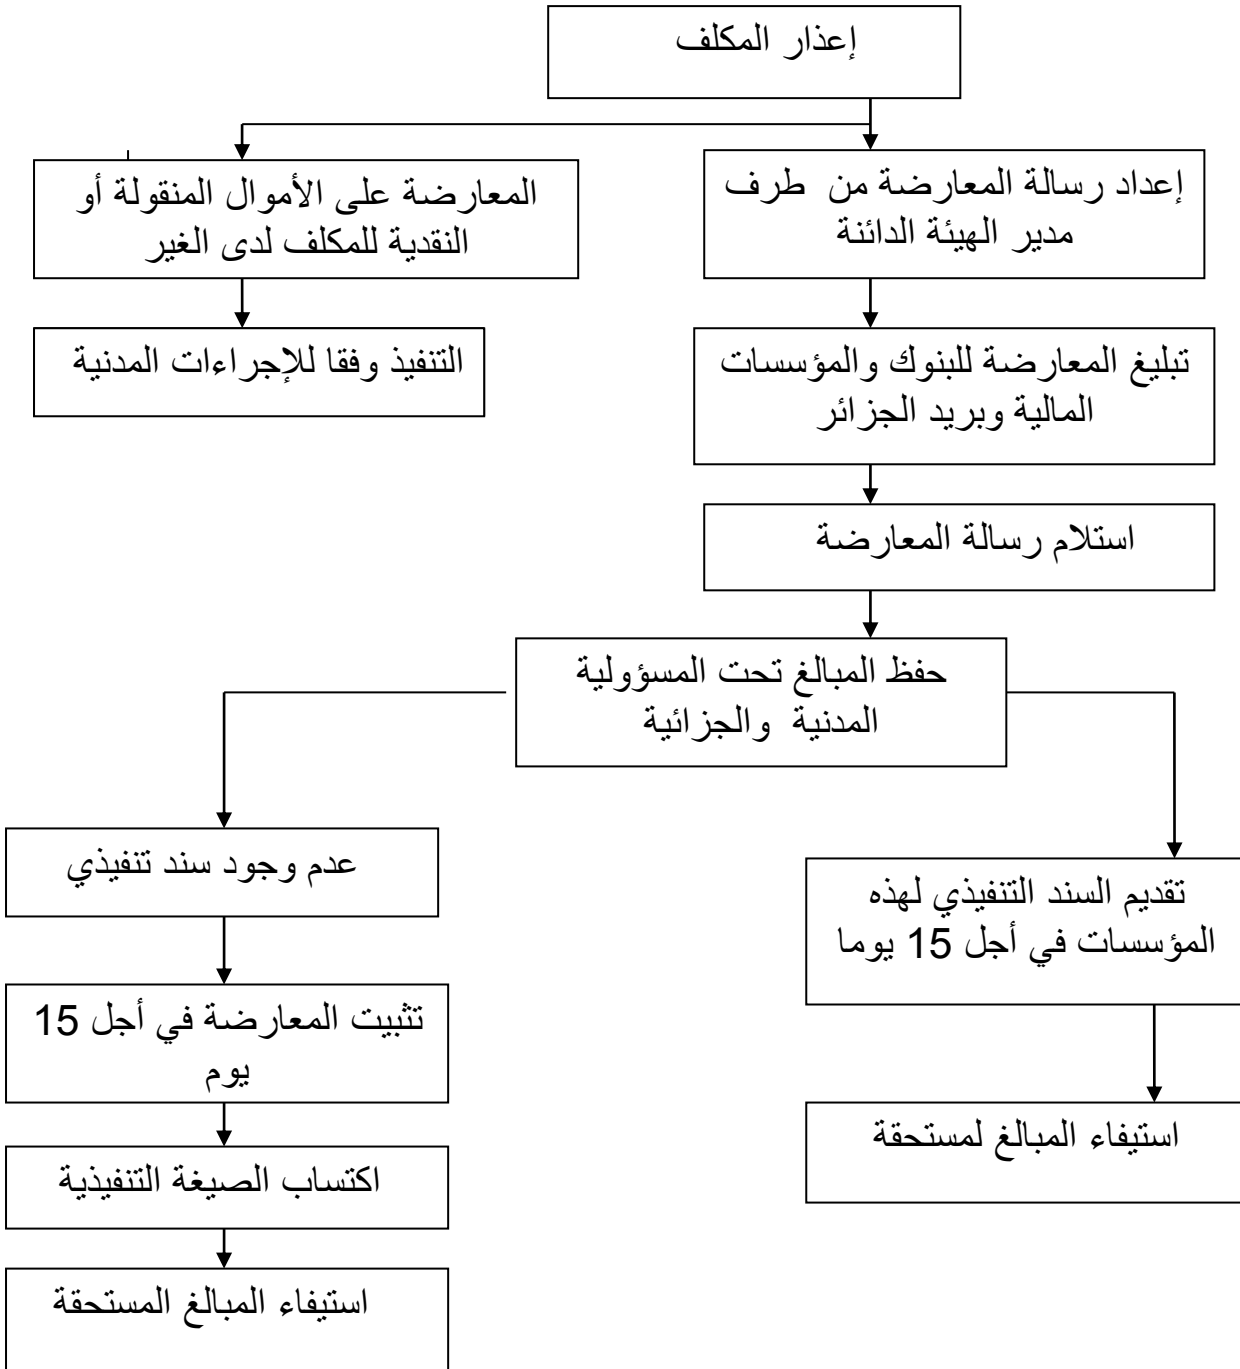 إعذار المكلف
إعداد رسالة المعارضة من طرف
مدير الهيئة الدائنة
المعارضة على الأموال المنقولة أو
النقدية للمكلف لدى الغير
تبليغ المعارضة للبنوك والمؤسسات
المالية وبريد الجزائر
التنفيذ وفقا للإجراءات المدنية
استلام رسالة المعارضة
حفظ المبالغ تحت المسؤولية
المدنية والجزائية
تقديم السند التنفيذي لهذه
المؤسسات في أجل 15 يوما
استيفاء المبالغ لمستحقة
عدم وجود سند تنفيذي
تثبيت المعارضة في أجل 15
يوم
اكتساب الصيغة التنفيذية
استيفاء المبالغ المستحقة